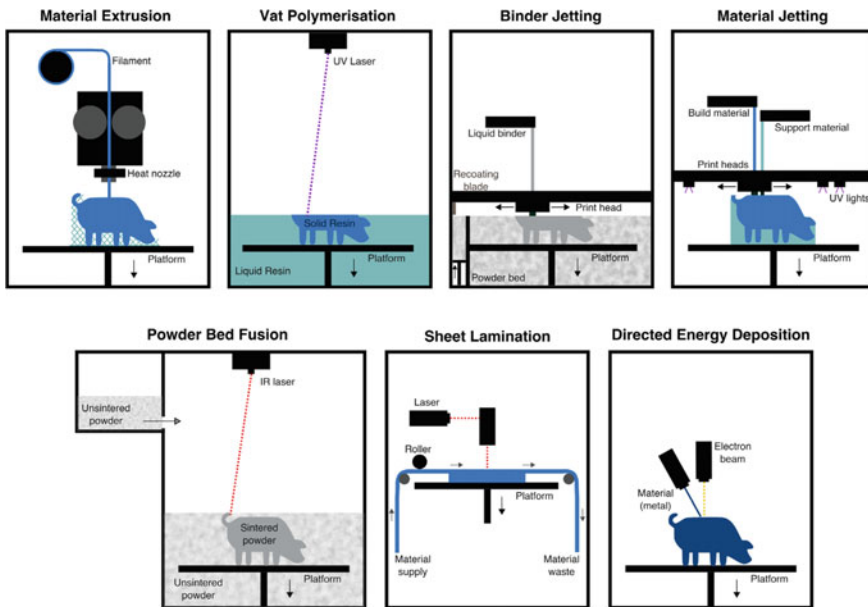 Material Extrusion
Filament
Heat nozzle
Platform
Vat Polymerisation
UV Laser
Solid Resin
Platform
Liquid Resin
Binder Jetting
Liquid binder
Recoating
blade
Print head
Platform
Powder bed
Material Jetting
Build material
Support material
Print heads
UV lights
Platform
Powder Bed Fusion
IR laser
Unsintered
powder
Sintered
powder
Unsintered
powder
Platform
Sheet Lamination
Laser
Roller
Platform
Material
supply
Material
waste
Directed Energy Deposition
Electron
beam
Material
(metal)
Platform